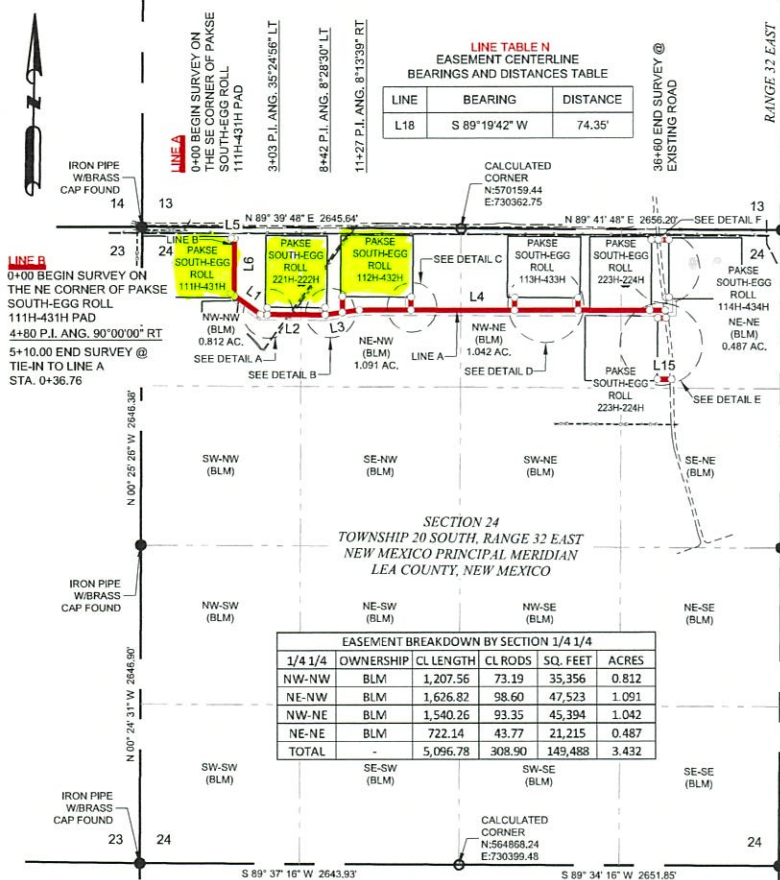 LINE A
0+00 BEGIN SURVEY ON
THE SE CORNER OF PAKSE
SOUTH-EGG ROLL
111H-431H PAD
3+03 P.I. ANG. 35°24'56" LT
8+42 P.I. ANG. 8°28'30" LT
11+27 P.I. ANG. 8°13'39" RT
LINE TABLE N
EASEMENT CENTERLINE
BEARINGS AND DISTANCES TABLE
LINE BEARING DISTANCE
L18 S 89°19'42" W 74.35'
36+60 END SURVEY @
EXISTING ROAD
RANGE 32 EAST
N
IRON PIPE
W/BRASS
CAP FOUND
CALCULATED
CORNER
N:570159.44
E:730362.75
14 13
23 24
13
24
L5
N 89° 39' 48" E 2645.64'
N 89° 41' 48" E 2656.20'
SEE DETAIL F
LINE B
0+00 BEGIN SURVEY ON
THE NE CORNER OF PAKSE
SOUTH-EGG ROLL
111H-431H PAD
4+80 P.I. ANG. 90°00'00" RT
5+10.00 END SURVEY @
TIE-IN TO LINE A
STA. 0+36.76
LINE B
PAKSE
SOUTH-EGG
ROLL
111H-431H
L6
PAKSE
SOUTH-EGG
ROLL
221H-222H
PAKSE
SOUTH-EGG
ROLL
112H-432H
SEE DETAIL C
PAKSE
SOUTH-EGG
ROLL
113H-433H
PAKSE
SOUTH-EGG
ROLL
223H-224H
PAKSE
SOUTH-EGG
ROLL
114H-434H
L1
L2
L3
L4
NW-NW
(BLM)
0.812 AC.
SEE DETAIL A
SEE DETAIL B
NE-NW
(BLM)
1.091 AC.
LINE A
NW-NE
(BLM)
1.042 AC.
SEE DETAIL D
NE-NE
(BLM)
0.487 AC.
PAKSE
SOUTH-EGG
ROLL
223H-224H
L15
SEE DETAIL E
N 00° 25' 26" W 2646.38'
SW-NW
(BLM)
SE-NW
(BLM)
SW-NE
(BLM)
SE-NE
(BLM)
SECTION 24
TOWNSHIP 20 SOUTH, RANGE 32 EAST
NEW MEXICO PRINCIPAL MERIDIAN
LEA COUNTY, NEW MEXICO
IRON PIPE
W/BRASS
CAP FOUND
NW-SW
(BLM)
NE-SW
(BLM)
NW-SE
(BLM)
NE-SE
(BLM)
N 00° 24' 31" W 2646.90'
EASEMENT BREAKDOWN BY SECTION 1/4 1/4
1/4 1/4 OWNERSHIP CL LENGTH CL RODS SQ. FEET ACRES
NW-NW BLM 1,207.56 73.19 35,356 0.812
NE-NW BLM 1,626.82 98.60 47,523 1.091
NW-NE BLM 1,540.26 93.35 45,394 1.042
NE-NE BLM 722.14 43.77 21,215 0.487
TOTAL - 5,096.78 308.90 149,488 3.432
SW-SW
(BLM)
SE-SW
(BLM)
SW-SE
(BLM)
SE-SE
(BLM)
IRON PIPE
W/BRASS
CAP FOUND
CALCULATED
CORNER
N:564868.24
E:730399.48
23 24
24
S 89° 37' 16" W 2643.93'
S 89° 34' 16" W 2651.85'